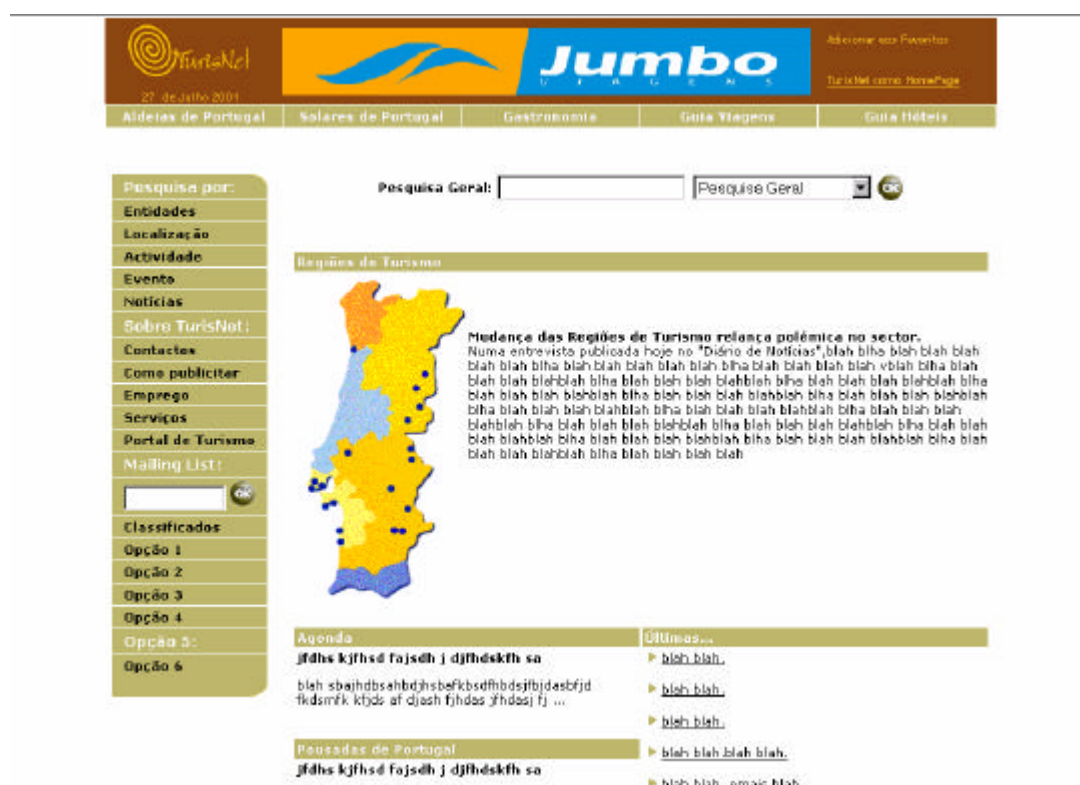 TurisNet
27 de Julho 2001
Jumbo
VIAGENS
Adicionar aos Favoritos
TurisNet como HomePage
Aldeias de Portugal
Solares de Portugal
Gastronomia
Guia Viagens
Guia Hóteis
Pesquisa por:
Entidades
Localização
Actividade
Evento
Notícias
Sobre TurisNet:
Contactos
Como publicitar
Emprego
Serviços
Portal de Turismo
Mailing List:
OK
Classificados
Opção 1
Opção 2
Opção 3
Opção 4
Opção 5:
Opção 6
Pesquisa Geral: Pesquisa Geral OK
Regiões de Turismo
Mudança das Regiões de Turismo relança polémica no sector.
Numa entrevista publicada hoje no "Diário de Notícias",blah blha blah blah blah
blah blah blha blah blah blah blah blah blah blha blah blah blah blah vblah blha blah
blah blah blahblah blha blah blah blah blah blahblah blha blah blah blah blahblah blha
blah blah blah blahblah blha blah blah blah blahblah blha blah blah blah blahblah
blha blah blah blah blahblah blha blah blah blah blahblah blha blah blah blah
blahblah blha blah blah blah blahblah blha blah blah blah blahblah blha blah blah
blah blahblah blha blah blah blah blahblah blha blah blah blah blahblah blha blah
blah blah blahblah blha blah blah blah blah
Agenda
jfdhs kjfhsd fajsdh j djfhdskfh sa
fkdsmfk kfjds af djash fjhdas jfhdasj fj ...
Pousadas de Portugal
jfdhs kjfhsd fajsdh j djfhdskfh sa
Últimas...
blah blah.
blah blah.
blah blah.
blah blah.blah blah.